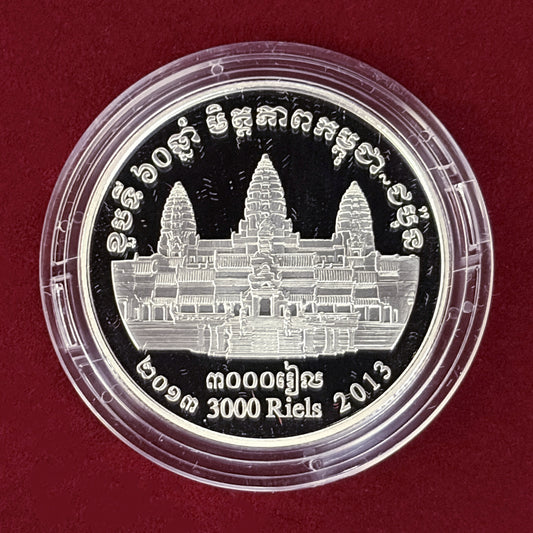 ខួបទី ៦០ឆ្នាំ មិត្តភាពកម្ពុជា~ជប៉ុន
៣០០០រៀល
២០១៣ 3000 Riels 2013